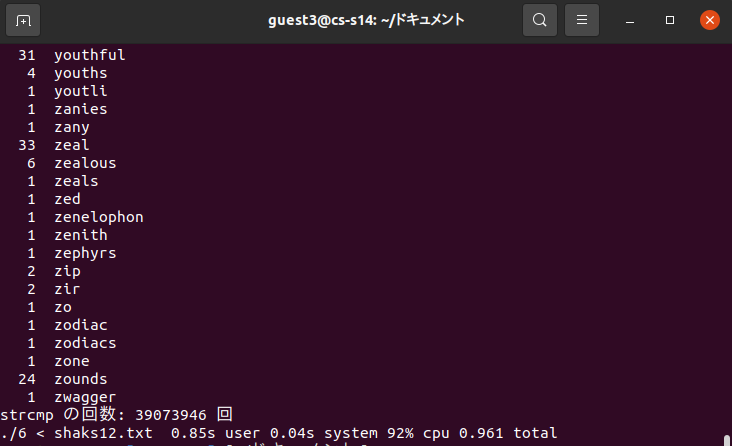 guest3@cs-s14: ~/ドキュメント
31 youthful
4 youths
1 youtli
1 zanies
1 zany
33 zeal
6 zealous
1 zeals
1 zed
1 zenelophon
1 zenith
1 zephyrs
2 zip
2 zir
1 zo
1 zodiac
1 zodiacs
1 zone
24 zounds
1 zwagger
strcmp の回数: 39073946 回
./6 < shaks12.txt  0.85s user 0.04s system 92% cpu 0.961 total